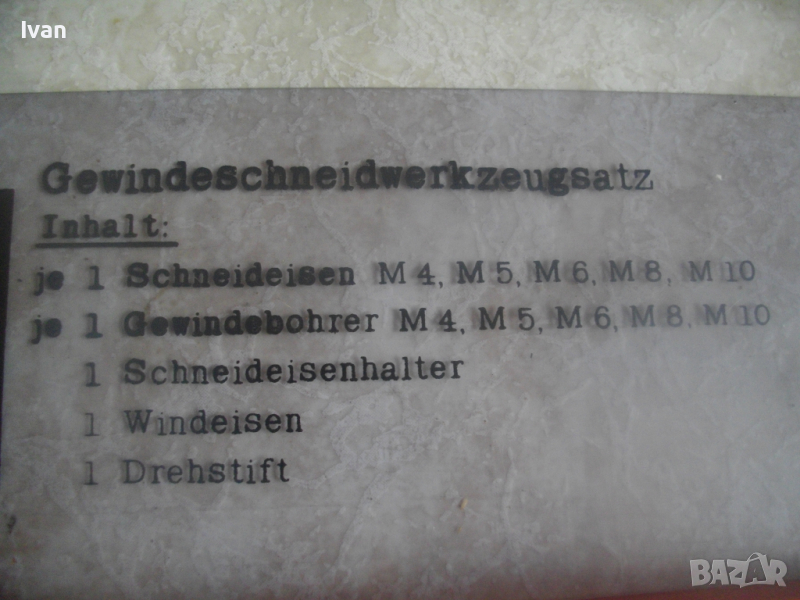 Ivan
Gewindeschneidwerkzeugsatz
Inhalt:
je 1 Schneideisen M 4, M 5, M 6, M 8, M 10
je 1 Gewindebohrer M 4, M 5, M 6, M 8, M 10
1 Schneideisenhalter
1 Windeisen
1 Drehstift
BAZAR